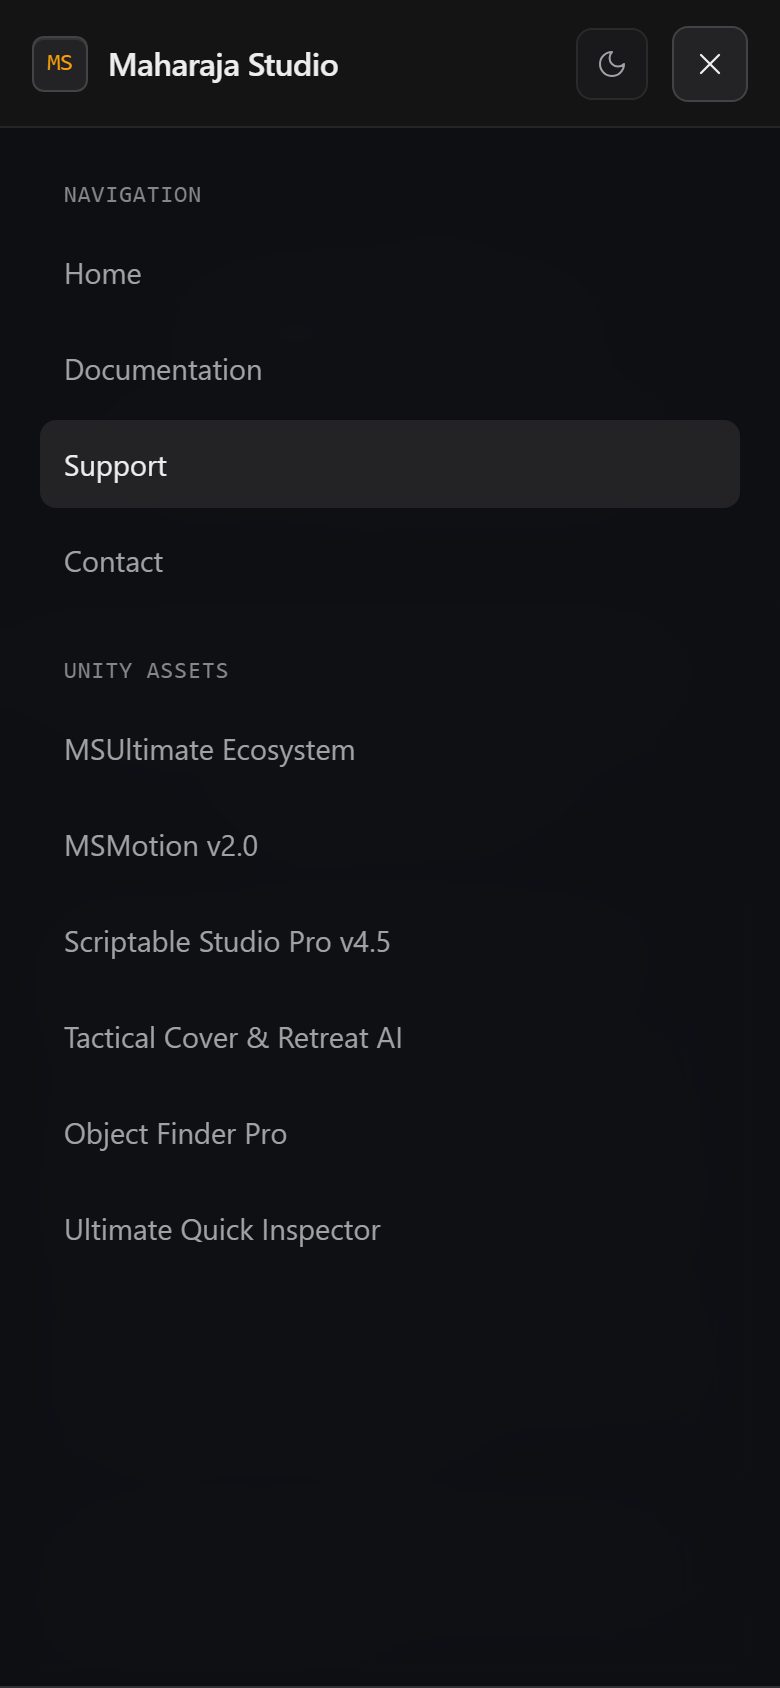 MS
Maharaja Studio
NAVIGATION
Home
Documentation
Support
Contact
UNITY ASSETS
MSUltimate Ecosystem
MSMotion v2.0
Scriptable Studio Pro v4.5
Tactical Cover & Retreat AI
Object Finder Pro
Ultimate Quick Inspector